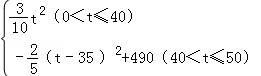 3/10 t² (0<t≤40)
-2/5 (t-35)²+490 (40<t≤50)